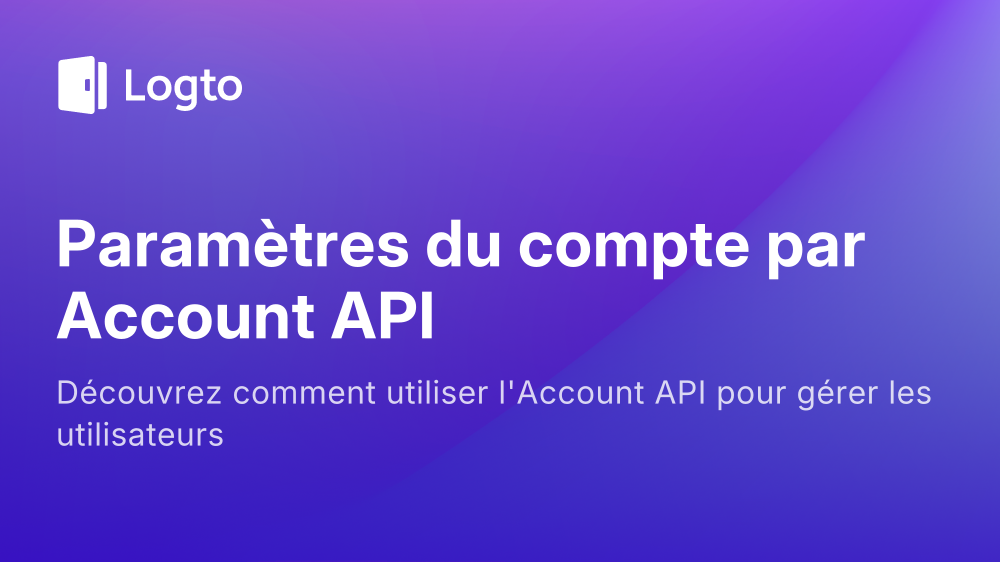 Logto
Paramètres du compte par
Account API
Découvrez comment utiliser l'Account API pour gérer les
utilisateurs